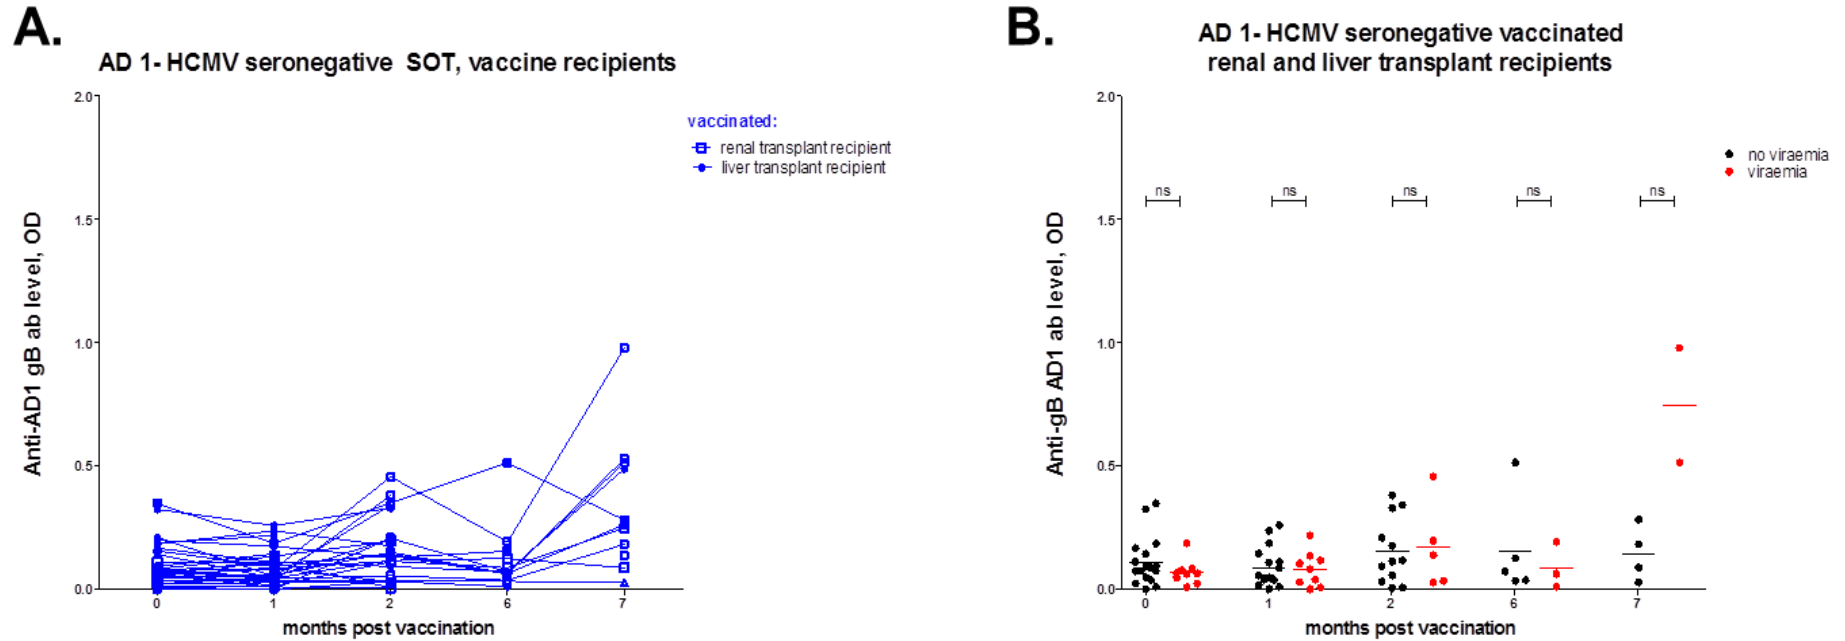 A.
AD 1- HCMV seronegative SOT, vaccine recipients
2.0
1.5
1.0
0.5
0.0
0 1 2 6 7
Anti-AD1 gB ab level, OD
months post vaccination
vaccinated:
renal transplant recipient
liver transplant recipient
B.
AD 1- HCMV seronegative vaccinated
renal and liver transplant recipients
2.0
1.5
1.0
0.5
0.0
ns ns ns ns ns
0 1 2 6 7
Anti-gB AD1 ab level, OD
months post vaccination
no viraemia
viraemia